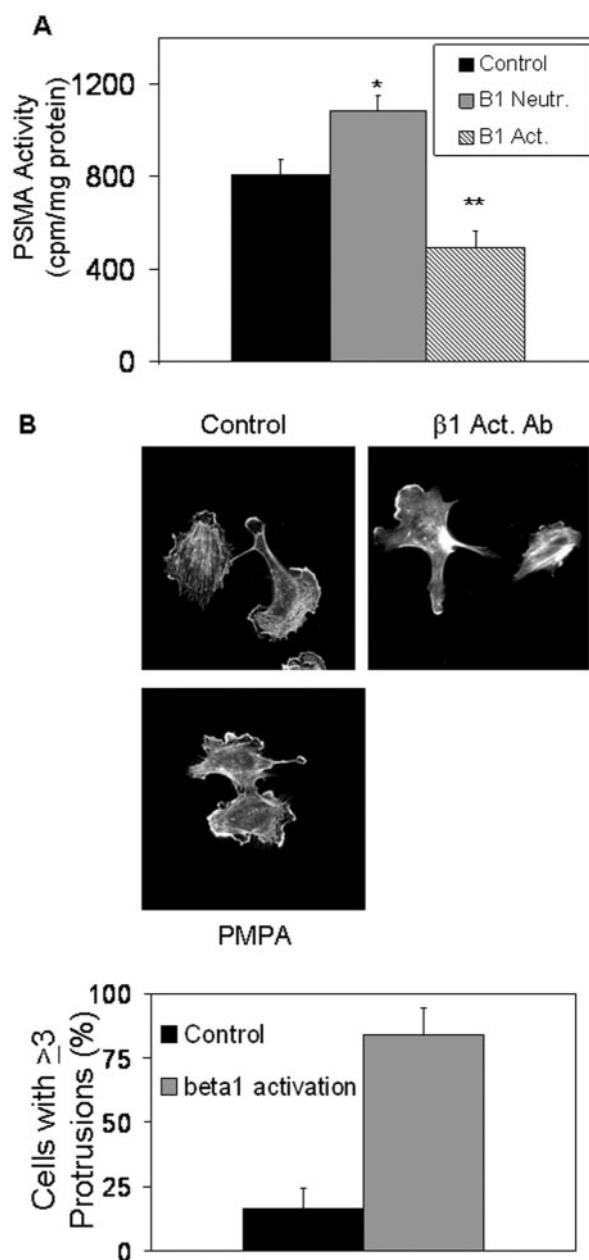 A
PSMA Activity
(cpm/mg protein)
1200
800
400
0
*
**
Control
B1 Neutr.
B1 Act.
B
Control
β1 Act. Ab
PMPA
Cells with ≥3
Protrusions (%)
100
75
50
25
0
Control
beta1 activation